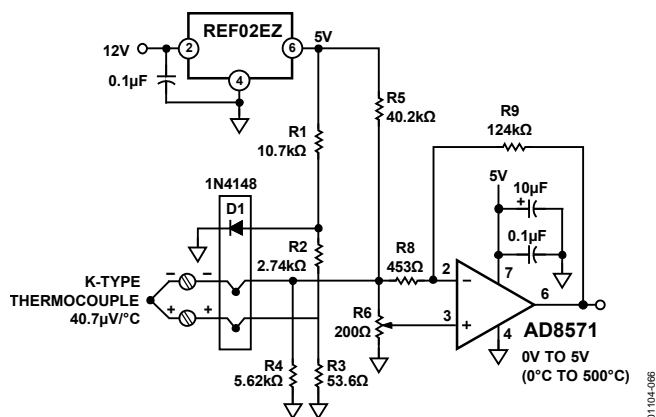 REF02EZ
12V
2
6
5V
0.1µF
4
R5
40.2kΩ
R9
124kΩ
R1
10.7kΩ
1N4148
D1
5V
10µF
+
0.1µF
R2
2.74kΩ
R8
453Ω
K-TYPE
THERMOCOUPLE
40.7µV/°C
–
–
+
+
2
–
7
6
3
+
4
R6
200Ω
AD8571
0V TO 5V
(0°C TO 500°C)
R4
5.62kΩ
R3
53.6Ω
01104-066